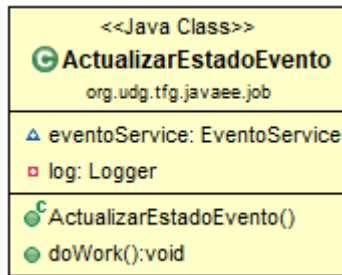 <<Java Class>>
C ActualizarEstadoEvento
org.udg.tfg.javaee.job
eventoService: EventoService
log: Logger
C ActualizarEstadoEvento()
doWork():void